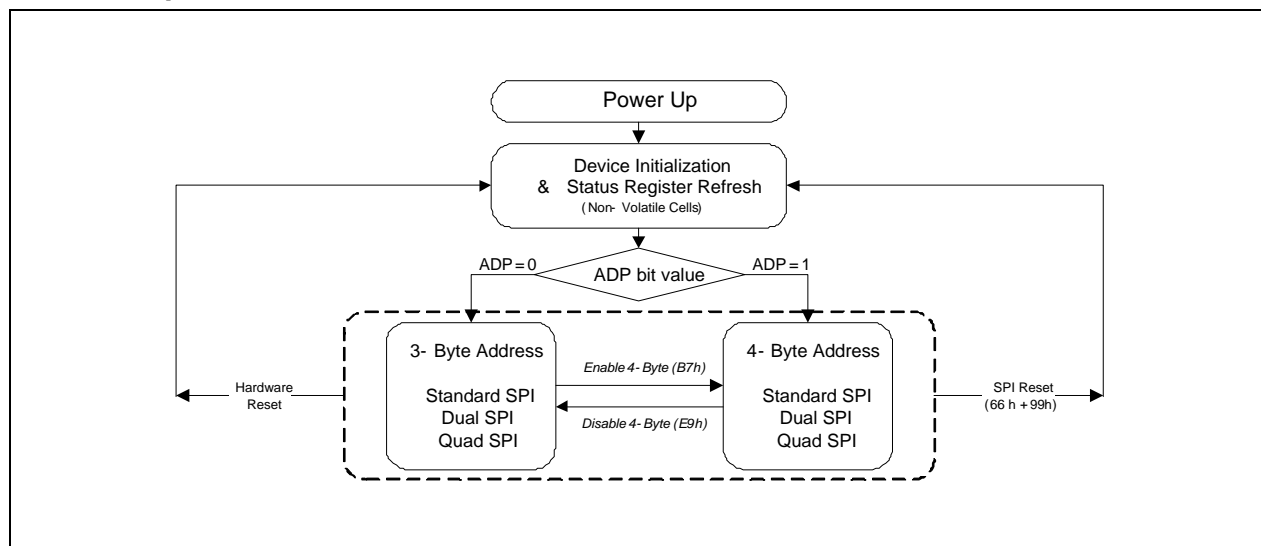 Power Up
Device Initialization
& Status Register Refresh
( Non- Volatile Cells)
ADP = 0
ADP bit value
ADP = 1
3- Byte Address
Standard SPI
Dual SPI
Quad SPI
Enable 4- Byte (B7h)
Disable 4- Byte (E9h)
4- Byte Address
Standard SPI
Dual SPI
Quad SPI
Hardware
Reset
SPI Reset
(66 h + 99h)